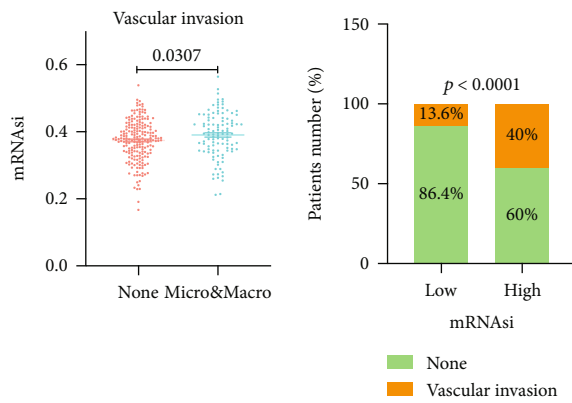 Vascular invasion
0.0307
mRNAsi
0.6
0.4
0.2
0.0
None Micro&Macro
Patients number (%)
150
100
50
0
p < 0.0001
13.6%
40%
86.4%
60%
Low High
mRNAsi
None
Vascular invasion